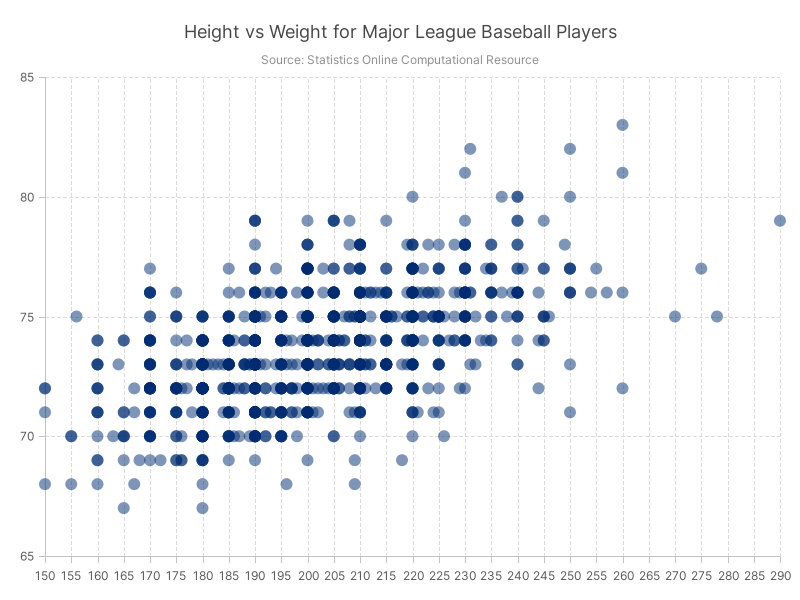 Height vs Weight for Major League Baseball Players
Source: Statistics Online Computational Resource
85
80
75
70
65
150 155 160 165 170 175 180 185 190 195 200 205 210 215 220 225 230 235 240 245 250 255 260 265 270 275 280 285 290